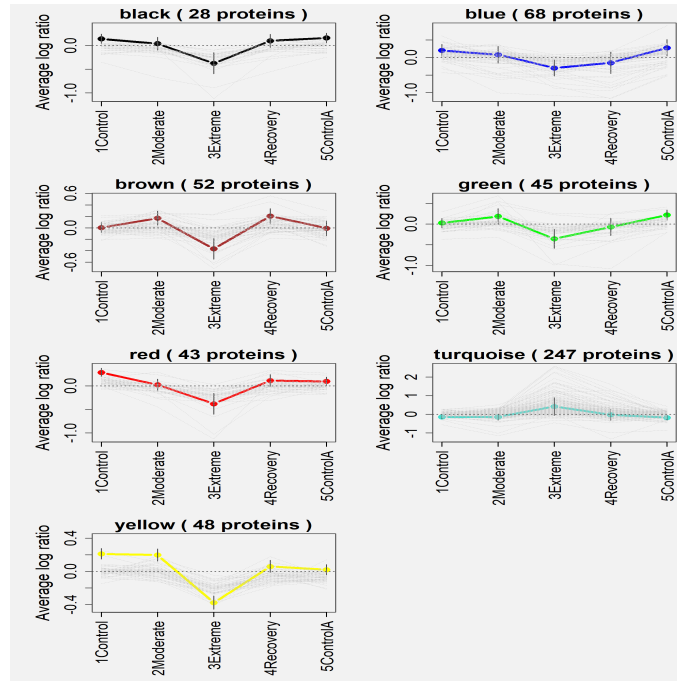 black ( 28 proteins )
Average log ratio
0.0
-1.0
1Control
2Moderate
3Extreme
4Recovery
5ControlA
blue ( 68 proteins )
Average log ratio
0.0
-1.0
1Control
2Moderate
3Extreme
4Recovery
5ControlA
brown ( 52 proteins )
Average log ratio
0.6
0.0
-0.6
1Control
2Moderate
3Extreme
4Recovery
5ControlA
green ( 45 proteins )
Average log ratio
0.0
-1.0
1Control
2Moderate
3Extreme
4Recovery
5ControlA
red ( 43 proteins )
Average log ratio
0.0
-1.0
1Control
2Moderate
3Extreme
4Recovery
5ControlA
turquoise ( 247 proteins )
Average log ratio
2
1
0
-1
1Control
2Moderate
3Extreme
4Recovery
5ControlA
yellow ( 48 proteins )
Average log ratio
0.4
0.0
-0.4
1Control
2Moderate
3Extreme
4Recovery
5ControlA